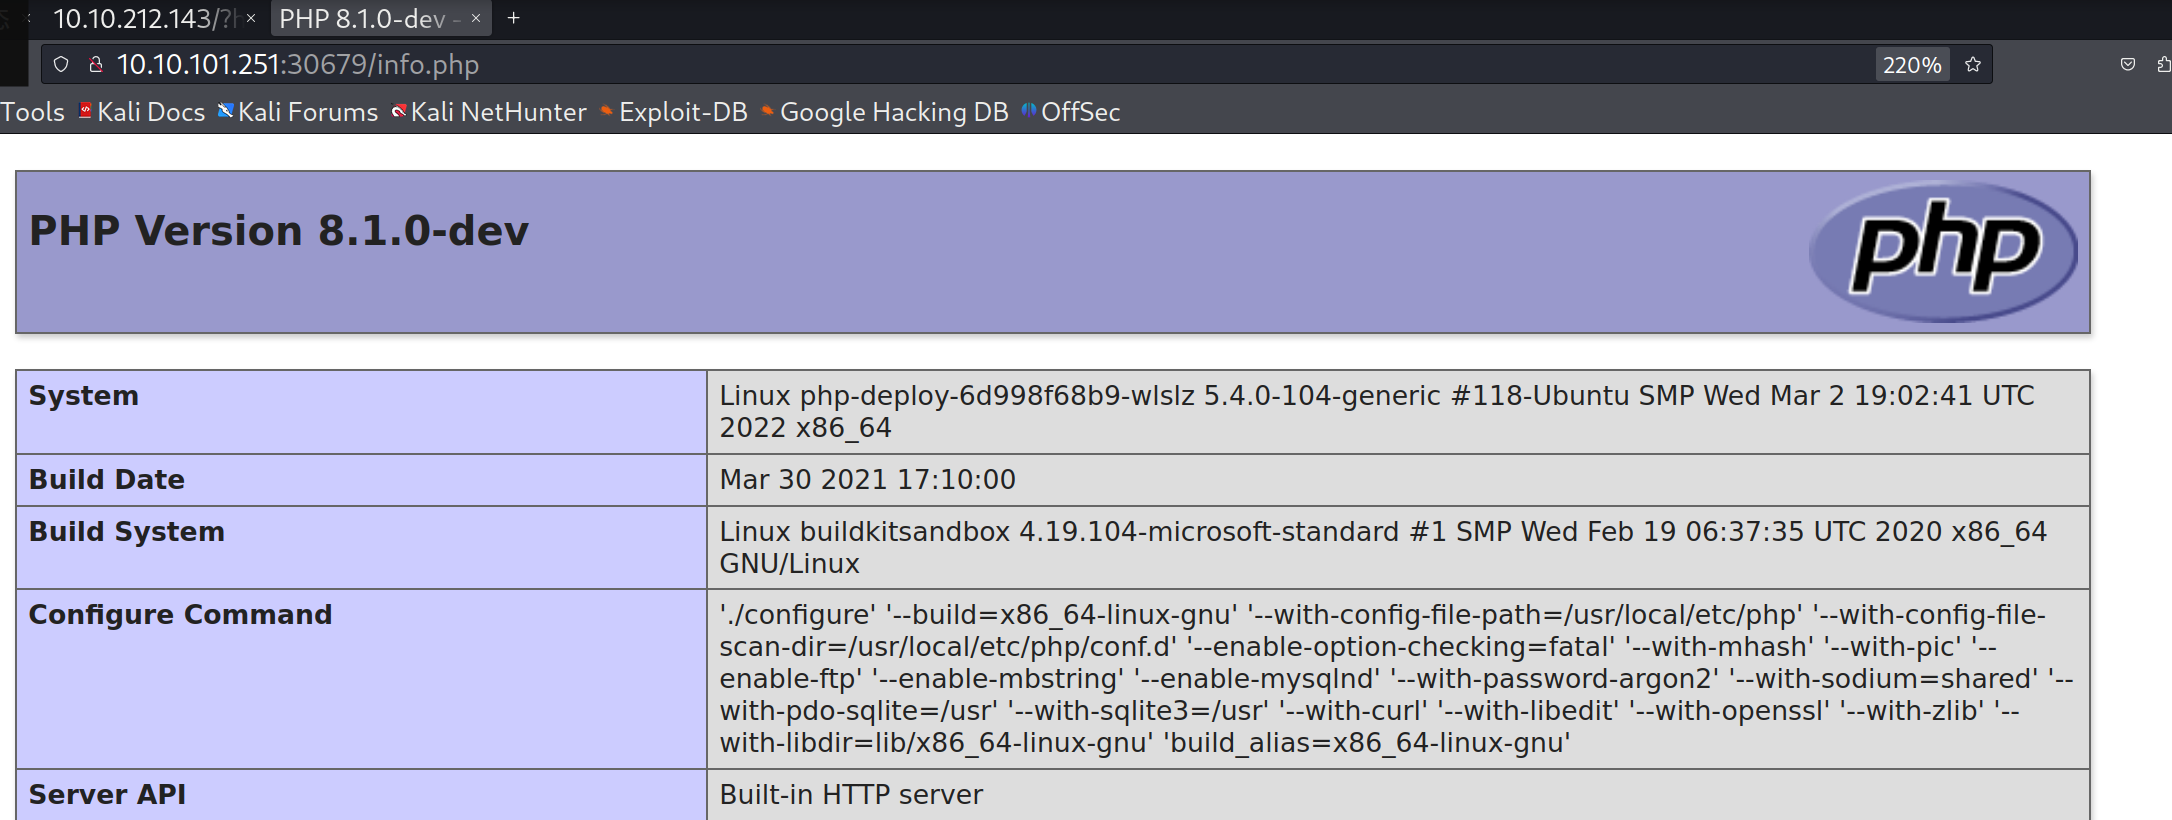 10.10.212.143/?h
PHP 8.1.0-dev -
10.10.101.251:30679/info.php
220%
Tools Kali Docs Kali Forums Kali NetHunter Exploit-DB Google Hacking DB OffSec
PHP Version 8.1.0-dev
php
System
Linux php-deploy-6d998f68b9-wlslz 5.4.0-104-generic #118-Ubuntu SMP Wed Mar 2 19:02:41 UTC
2022 x86_64
Build Date
Mar 30 2021 17:10:00
Build System
Linux buildkitsandbox 4.19.104-microsoft-standard #1 SMP Wed Feb 19 06:37:35 UTC 2020 x86_64
GNU/Linux
Configure Command
'./configure' '--build=x86_64-linux-gnu' '--with-config-file-path=/usr/local/etc/php' '--with-config-file-
scan-dir=/usr/local/etc/php/conf.d' '--enable-option-checking=fatal' '--with-mhash' '--with-pic' '--
enable-ftp' '--enable-mbstring' '--enable-mysqlnd' '--with-password-argon2' '--with-sodium=shared' '--
with-pdo-sqlite=/usr' '--with-sqlite3=/usr' '--with-curl' '--with-libedit' '--with-openssl' '--with-zlib' '--
with-libdir=lib/x86_64-linux-gnu' 'build_alias=x86_64-linux-gnu'
Server API
Built-in HTTP server